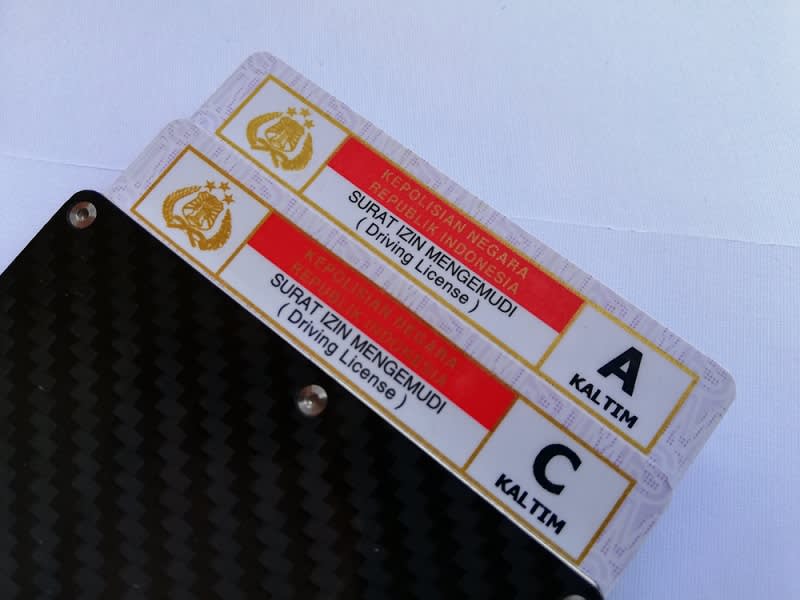 KEPOLISIAN NEGARA
REPUBLIK INDONESIA
SURAT IZIN MENGEMUDI
( Driving License )
A
KALTIM
KEPOLISIAN NEGARA
REPUBLIK INDONESIA
SURAT IZIN MENGEMUDI
( Driving License )
C
KALTIM